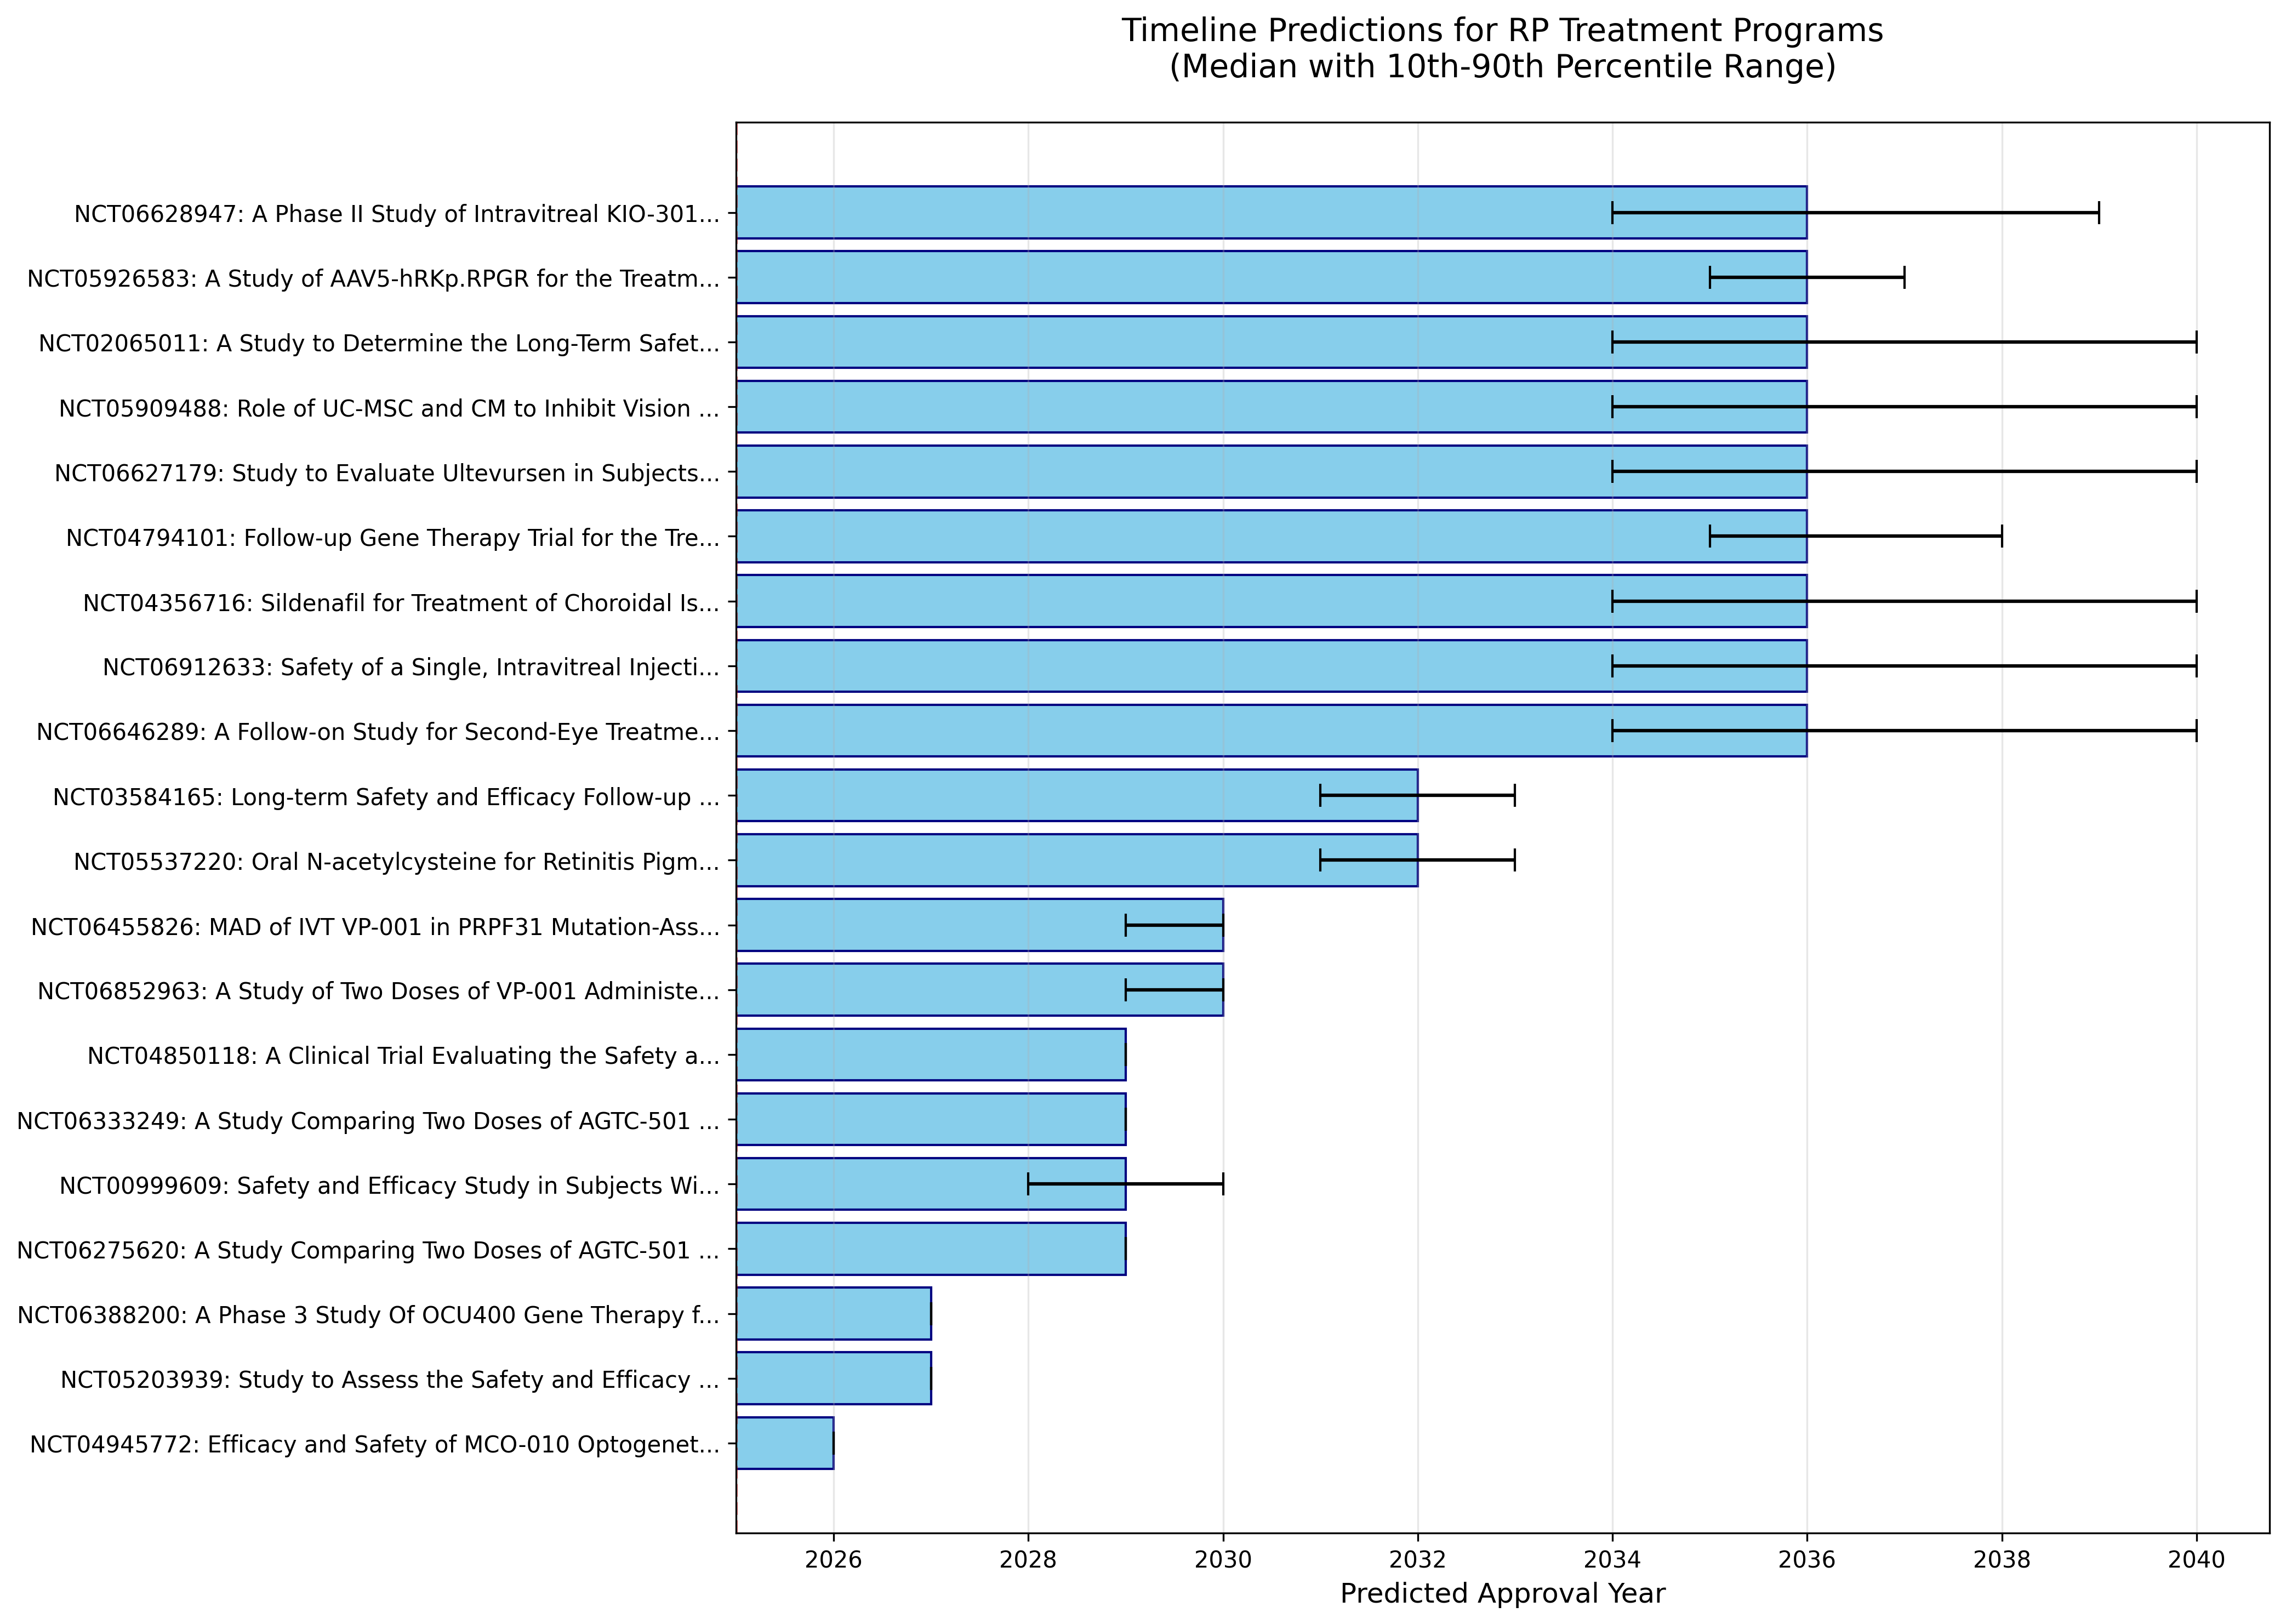 Timeline Predictions for RP Treatment Programs
(Median with 10th-90th Percentile Range)
NCT06628947: A Phase II Study of Intravitreal KIO-301...
NCT05926583: A Study of AAV5-hRKp.RPGR for the Treatm...
NCT02065011: A Study to Determine the Long-Term Safet...
NCT05909488: Role of UC-MSC and CM to Inhibit Vision ...
NCT06627179: Study to Evaluate Ultevursen in Subjects...
NCT04794101: Follow-up Gene Therapy Trial for the Tre...
NCT04356716: Sildenafil for Treatment of Choroidal Is...
NCT06912633: Safety of a Single, Intravitreal Injecti...
NCT06646289: A Follow-on Study for Second-Eye Treatme...
NCT03584165: Long-term Safety and Efficacy Follow-up ...
NCT05537220: Oral N-acetylcysteine for Retinitis Pigm...
NCT06455826: MAD of IVT VP-001 in PRPF31 Mutation-Ass...
NCT06852963: A Study of Two Doses of VP-001 Administe...
NCT04850118: A Clinical Trial Evaluating the Safety a...
NCT06333249: A Study Comparing Two Doses of AGTC-501 ...
NCT00999609: Safety and Efficacy Study in Subjects Wi...
NCT06275620: A Study Comparing Two Doses of AGTC-501 ...
NCT06388200: A Phase 3 Study Of OCU400 Gene Therapy f...
NCT05203939: Study to Assess the Safety and Efficacy ...
NCT04945772: Efficacy and Safety of MCO-010 Optogenet...
2026 2028 2030 2032 2034 2036 2038 2040
Predicted Approval Year